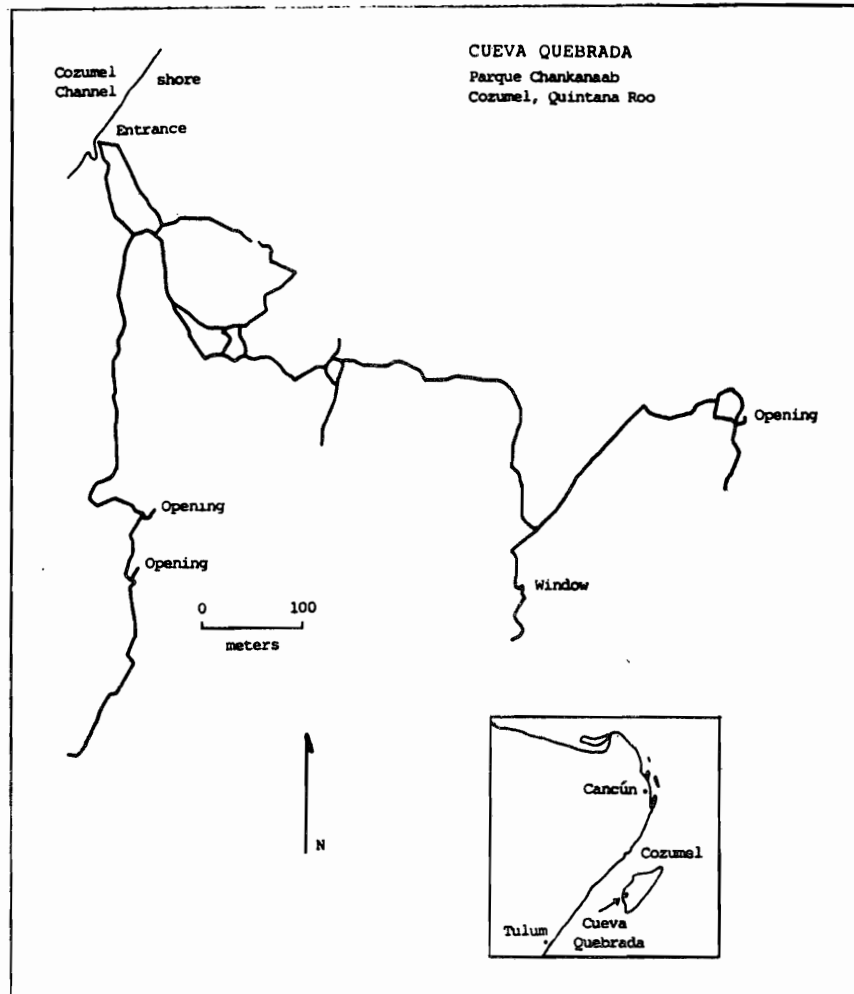 CUEVA QUEBRADA
Parque Chankanaab
Cozumel, Quintana Roo
Cozumel
Channel
shore
Entrance
Opening
Opening
Opening
Window
0 100
meters
N
Cancún
Cozumel
Cueva
Quebrada
Tulum